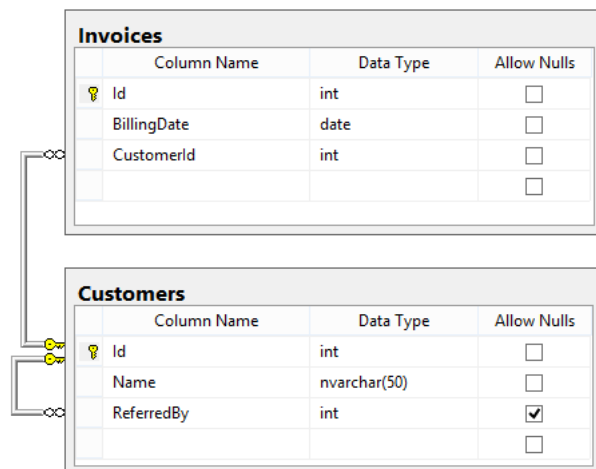 Invoices
Column Name Data Type Allow Nulls
Id int
BillingDate date
CustomerId int
Customers
Column Name Data Type Allow Nulls
Id int
Name nvarchar(50)
ReferredBy int